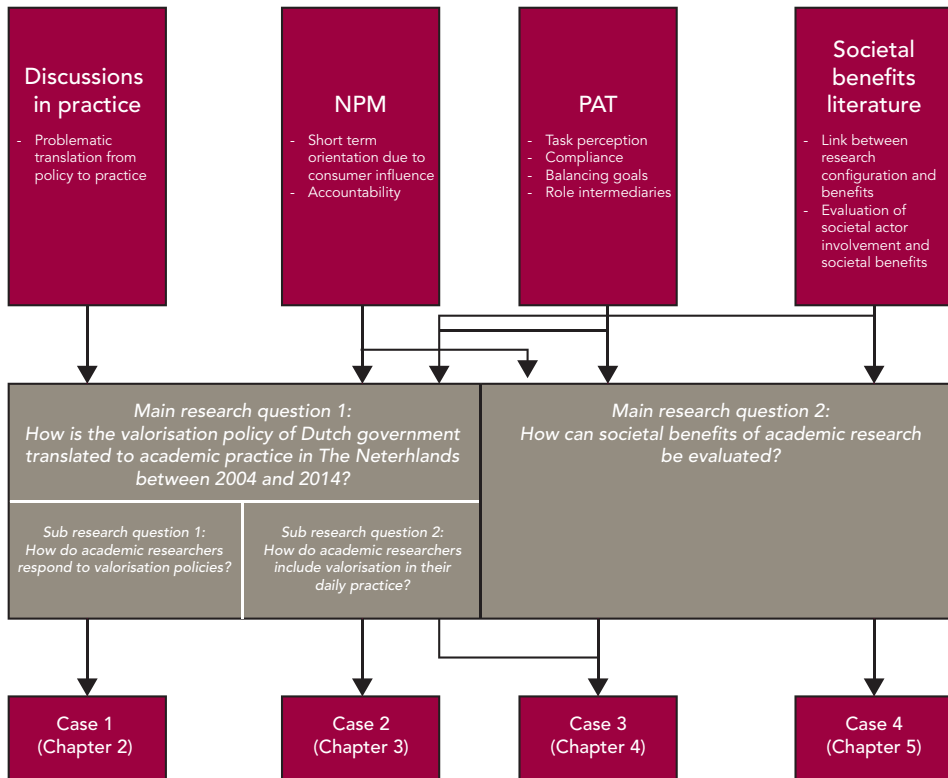 Discussions
in practice
- Problematic
translation from
policy to practice
NPM
- Short term
orientation due to
consumer influence
- Accountability
PAT
- Task perception
- Compliance
- Balancing goals
- Role intermediaries
Societal
benefits
literature
- Link between
research
configuration and
benefits
- Evaluation of
societal actor
involvement and
societal benefits
Main research question 1:
How is the valorisation policy of Dutch government
translated to academic practice in The Neterhlands
between 2004 and 2014?
Main research question 2:
How can societal benefits of academic research
be evaluated?
Sub research question 1:
How do academic researchers
respond to valorisation policies?
Sub research question 2:
How do academic researchers
include valorisation in their
daily practice?
Case 1
(Chapter 2)
Case 2
(Chapter 3)
Case 3
(Chapter 4)
Case 4
(Chapter 5)